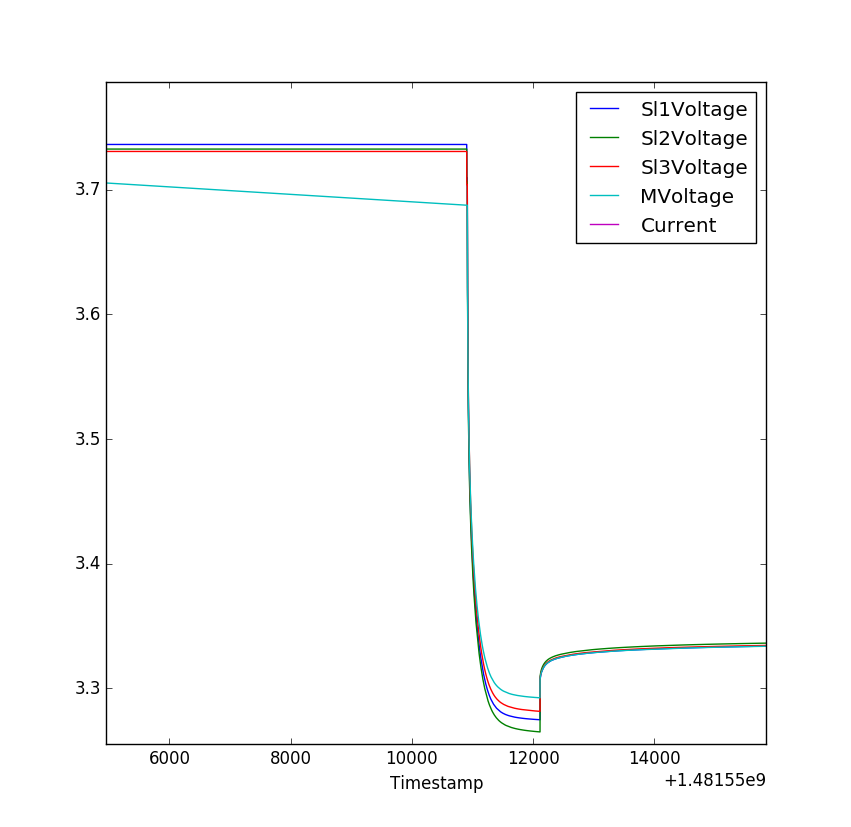 Sl1Voltage
Sl2Voltage
Sl3Voltage
MVoltage
Current
3.7
3.6
3.5
3.4
3.3
6000 8000 10000 12000 14000
Timestamp
+1.48155e9